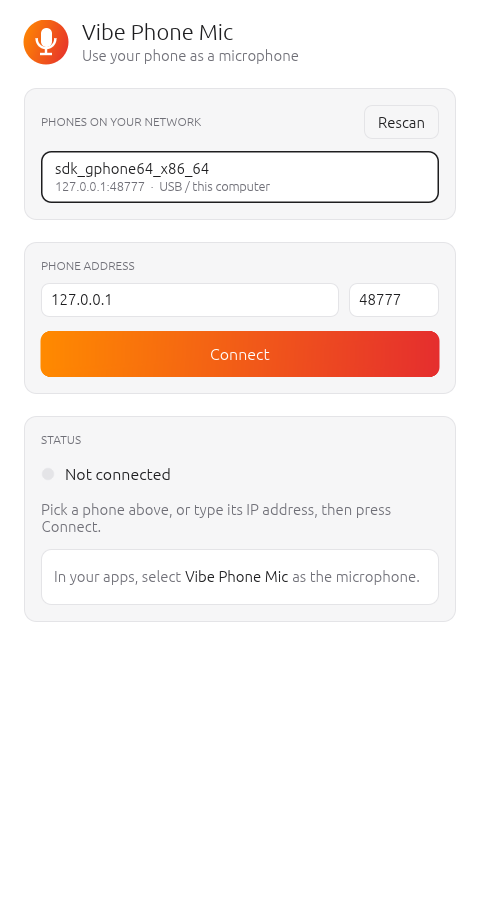 Vibe Phone Mic
Use your phone as a microphone
PHONES ON YOUR NETWORK
Rescan
sdk_gphone64_x86_64
127.0.0.1:48777 · USB / this computer
PHONE ADDRESS
127.0.0.1
48777
Connect
STATUS
Not connected
Pick a phone above, or type its IP address, then press
Connect.
In your apps, select Vibe Phone Mic as the microphone.